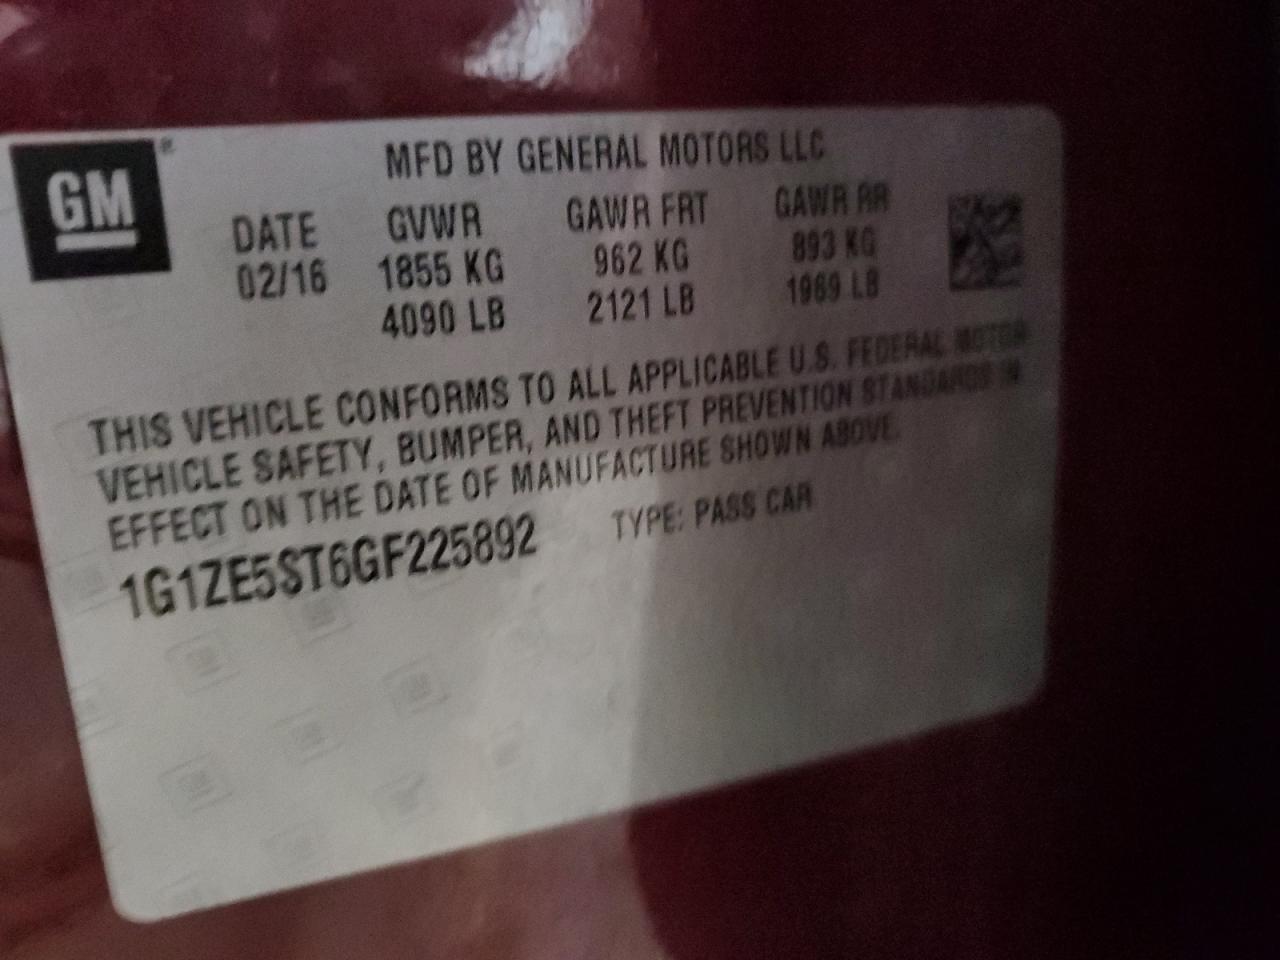 GM
MFD BY GENERAL MOTORS LLC
DATE GVWR GAWR FRT GAWR RR
02/16 1855 KG 962 KG 893 KG
4090 LB 2121 LB 1969 LB
THIS VEHICLE CONFORMS TO ALL APPLICABLE U.S. FEDERAL MOTOR
VEHICLE SAFETY, BUMPER, AND THEFT PREVENTION STANDARDS IN
EFFECT ON THE DATE OF MANUFACTURE SHOWN ABOVE.
1G1ZE5ST6GF225892 TYPE: PASS CAR